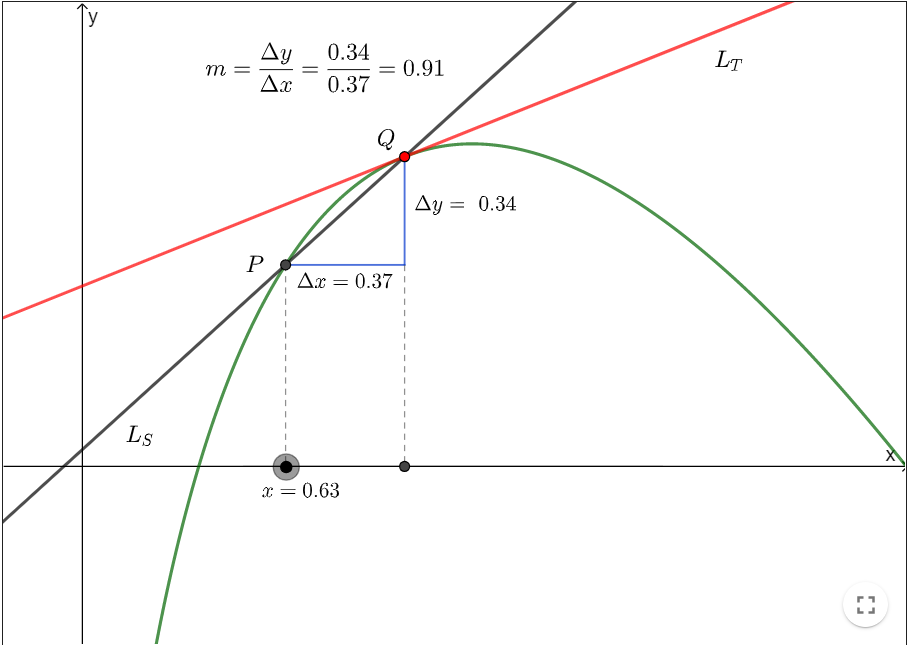 y
m = Δy/Δx = 0.34/0.37 = 0.91
L_T
Q
Δy = 0.34
P
Δx = 0.37
L_S
x
x = 0.63